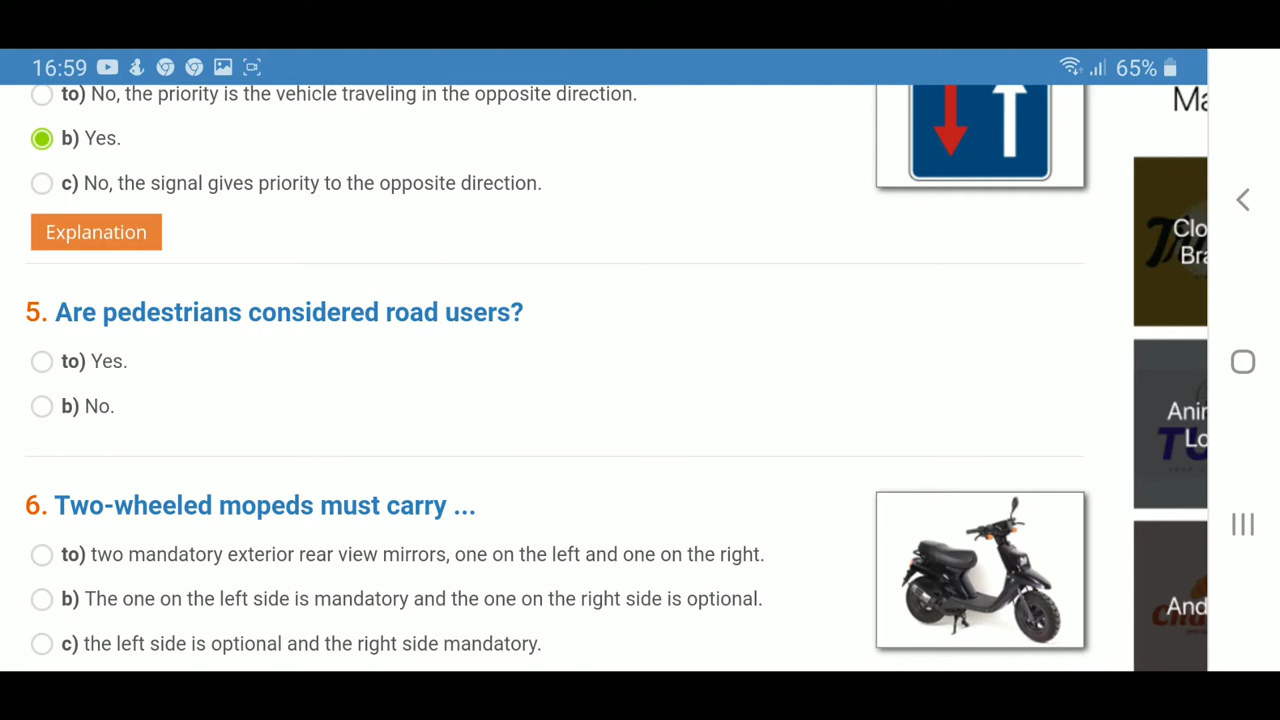 16:59
65%
to) No, the priority is the vehicle traveling in the opposite direction.
b) Yes.
c) No, the signal gives priority to the opposite direction.
Explanation
5. Are pedestrians considered road users?
to) Yes.
b) No.
6. Two-wheeled mopeds must carry ...
to) two mandatory exterior rear view mirrors, one on the left and one on the right.
b) The one on the left side is mandatory and the one on the right side is optional.
c) the left side is optional and the right side mandatory.
Ma
Clo
Bra
Anir
Lo
And